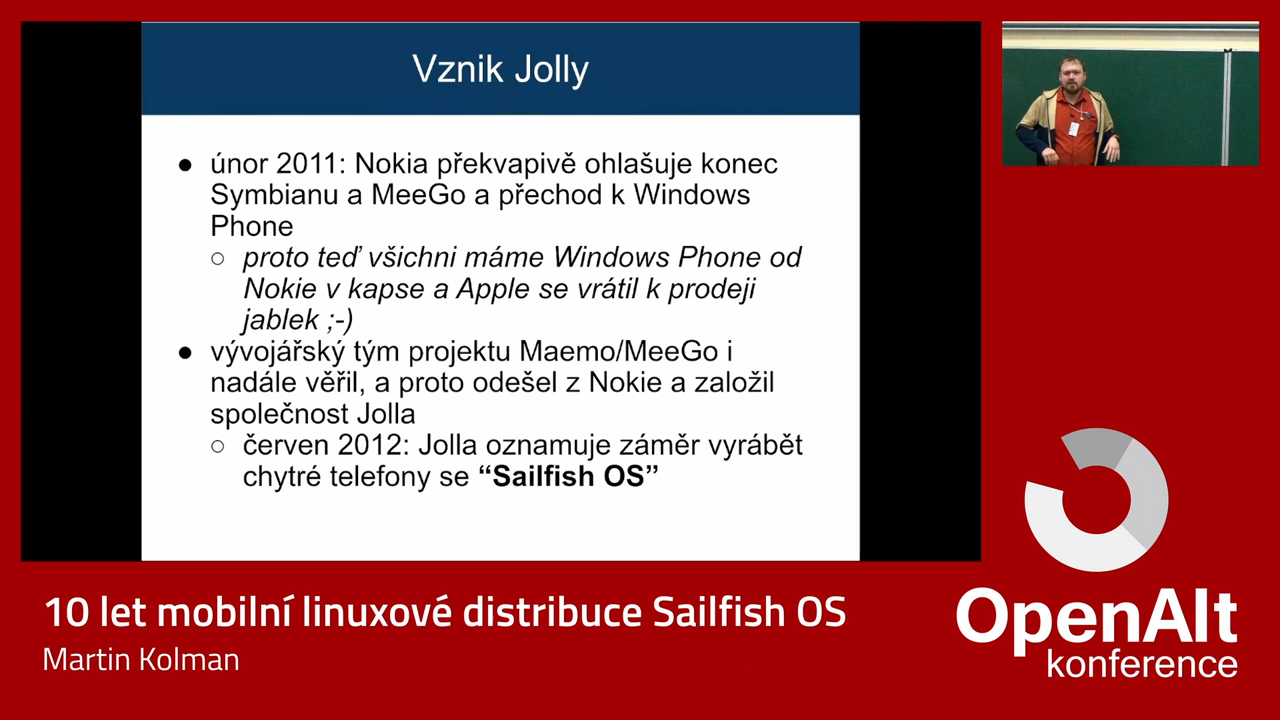 Vznik Jolly
● únor 2011: Nokia překvapivě ohlašuje konec
Symbianu a MeeGo a přechod k Windows
Phone
○ proto teď všichni máme Windows Phone od
Nokie v kapse a Apple se vrátil k prodeji
jablek ;-)
● vývojářský tým projektu Maemo/MeeGo i
nadále věřil, a proto odešel z Nokie a založil
společnost Jolla
○ červen 2012: Jolla oznamuje záměr vyrábět
chytré telefony se “Sailfish OS”
10 let mobilní linuxové distribuce Sailfish OS
Martin Kolman
OpenAlt
konference